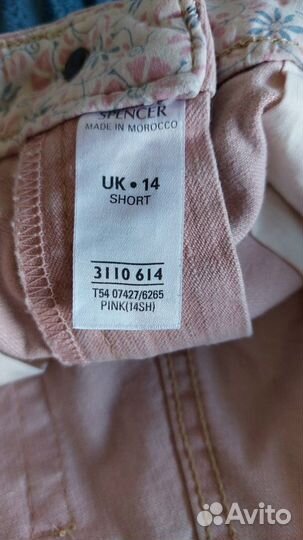 SPENCER
MADE IN MOROCCO
UK • 14
SHORT
3110 614
T54 07427/6265
PINK(14SH)
Avito